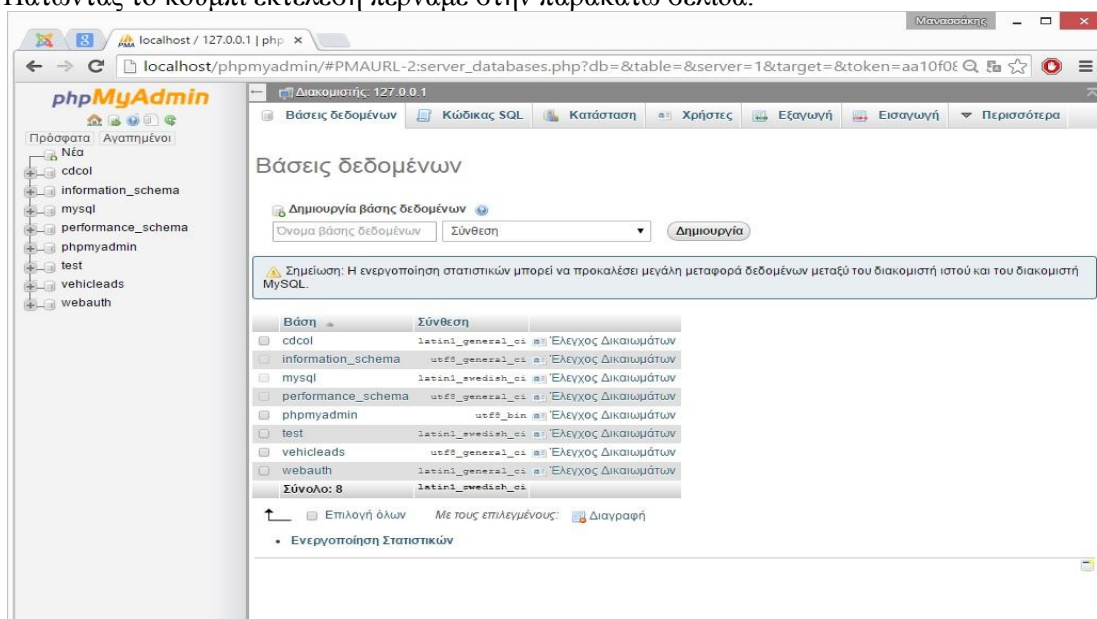 Πατώντας το κουμπί εκτέλεση περνάμε στην παρακάτω σελίδα:
Μανασσάκης
localhost / 127.0.0.1 | php
localhost/phpmyadmin/#PMAURL-2:server_databases.php?db=&table=&server=1&target=&token=aa10f08
phpMyAdmin
Πρόσφατα Αγαπημένοι
Νέα
cdcol
information_schema
mysql
performance_schema
phpmyadmin
test
vehicleads
webauth
Διακομιστής: 127.0.0.1
Βάσεις δεδομένων Κώδικας SQL Κατάσταση Χρήστες Εξαγωγή Εισαγωγή Περισσότερα
Βάσεις δεδομένων
Δημιουργία βάσης δεδομένων
Όνομα βάσης δεδομένων Σύνθεση Δημιουργία
Σημείωση: Η ενεργοποίηση στατιστικών μπορεί να προκαλέσει μεγάλη μεταφορά δεδομένων μεταξύ του διακομιστή ιστού και του διακομιστή
MySQL.
Βάση Σύνθεση
cdcol latin1_general_ci Έλεγχος Δικαιωμάτων
information_schema utf8_general_ci Έλεγχος Δικαιωμάτων
mysql latin1_swedish_ci Έλεγχος Δικαιωμάτων
performance_schema utf8_general_ci Έλεγχος Δικαιωμάτων
phpmyadmin utf8_bin Έλεγχος Δικαιωμάτων
test latin1_swedish_ci Έλεγχος Δικαιωμάτων
vehicleads utf8_general_ci Έλεγχος Δικαιωμάτων
webauth latin1_general_ci Έλεγχος Δικαιωμάτων
Σύνολο: 8 latin1_swedish_ci
Επιλογή όλων Με τους επιλεγμένους: Διαγραφή
• Ενεργοποίηση Στατιστικών